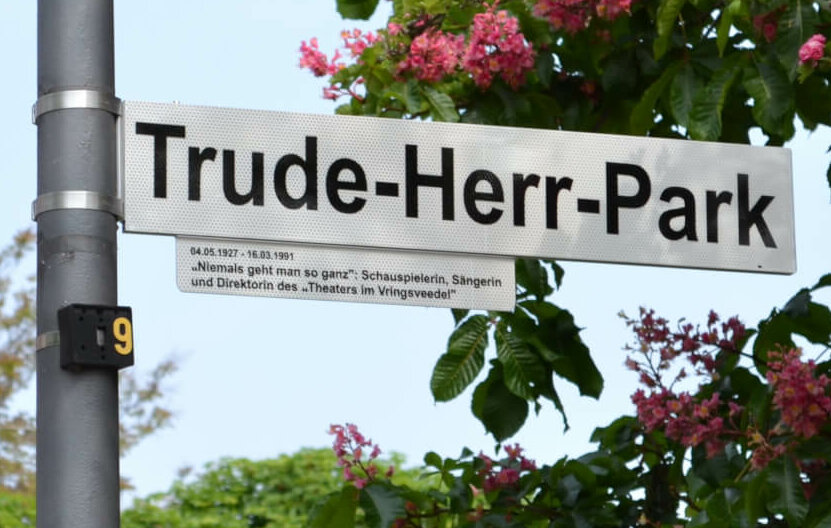 Trude-Herr-Park
04.05.1927 - 16.03.1991
„Niemals geht man so ganz": Schauspielerin, Sängerin
und Direktorin des „Theaters im Vringsveedel"
9